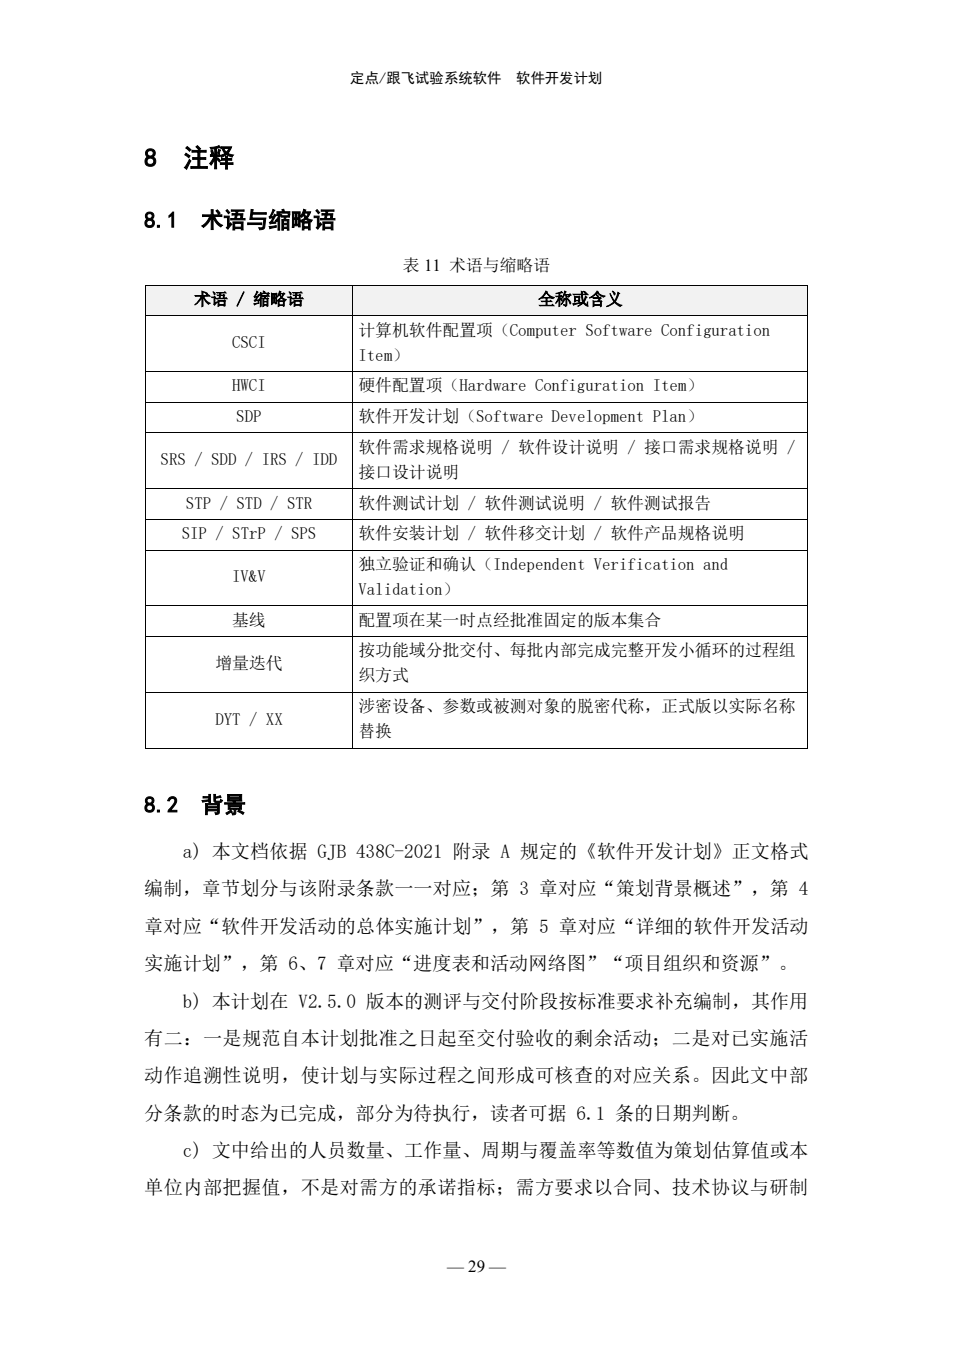 定点/跟飞试验系统软件　软件开发计划
8　注释
8.1　术语与缩略语
表 11 术语与缩略语
术语 / 缩略语　全称或含义
CSCI　计算机软件配置项（Computer Software Configuration
Item）
HWCI　硬件配置项（Hardware Configuration Item）
SDP　软件开发计划（Software Development Plan）
SRS / SDD / IRS / IDD　软件需求规格说明 / 软件设计说明 / 接口需求规格说明 /
接口设计说明
STP / STD / STR　软件测试计划 / 软件测试说明 / 软件测试报告
SIP / STrP / SPS　软件安装计划 / 软件移交计划 / 软件产品规格说明
IV&V　独立验证和确认（Independent Verification and
Validation）
基线　配置项在某一时点经批准固定的版本集合
增量迭代　按功能域分批交付、每批内部完成完整开发小循环的过程组
织方式
DYT / XX　涉密设备、参数或被测对象的脱密代称，正式版以实际名称
替换
8.2　背景
a) 本文档依据 GJB 438C-2021 附录 A 规定的《软件开发计划》正文格式
编制，章节划分与该附录条款一一对应；第 3 章对应“策划背景概述”，第 4
章对应“软件开发活动的总体实施计划”，第 5 章对应“详细的软件开发活动
实施计划”，第 6、7 章对应“进度表和活动网络图”“项目组织和资源”。
b) 本计划在 V2.5.0 版本的测评与交付阶段按标准要求补充编制，其作用
有二：一是规范自本计划批准之日起至交付验收的剩余活动；二是对已实施活
动作追溯性说明，使计划与实际过程之间形成可核查的对应关系。因此文中部
分条款的时态为已完成，部分为待执行，读者可据 6.1 条的日期判断。
c) 文中给出的人员数量、工作量、周期与覆盖率等数值为策划估算值或本
单位内部把握值，不是对需方的承诺指标；需方要求以合同、技术协议与研制
— 29 —